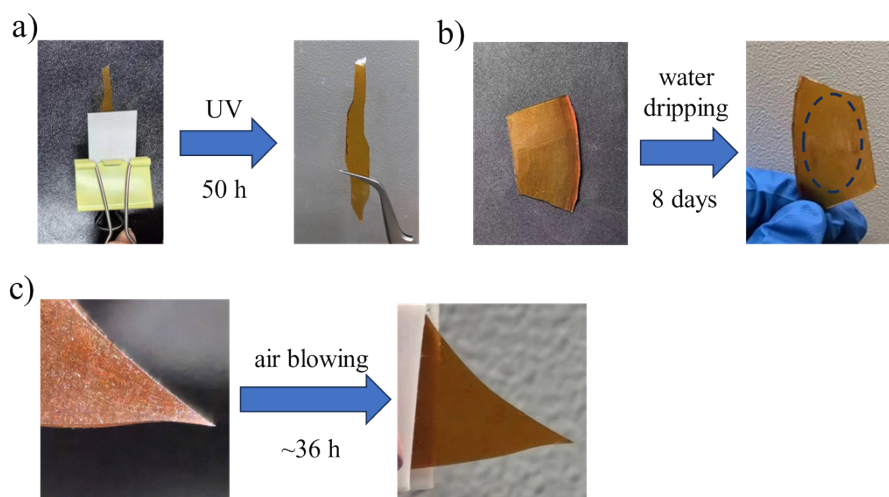 a)
UV
50 h
b)
water
dripping
8 days
c)
air blowing
~36 h